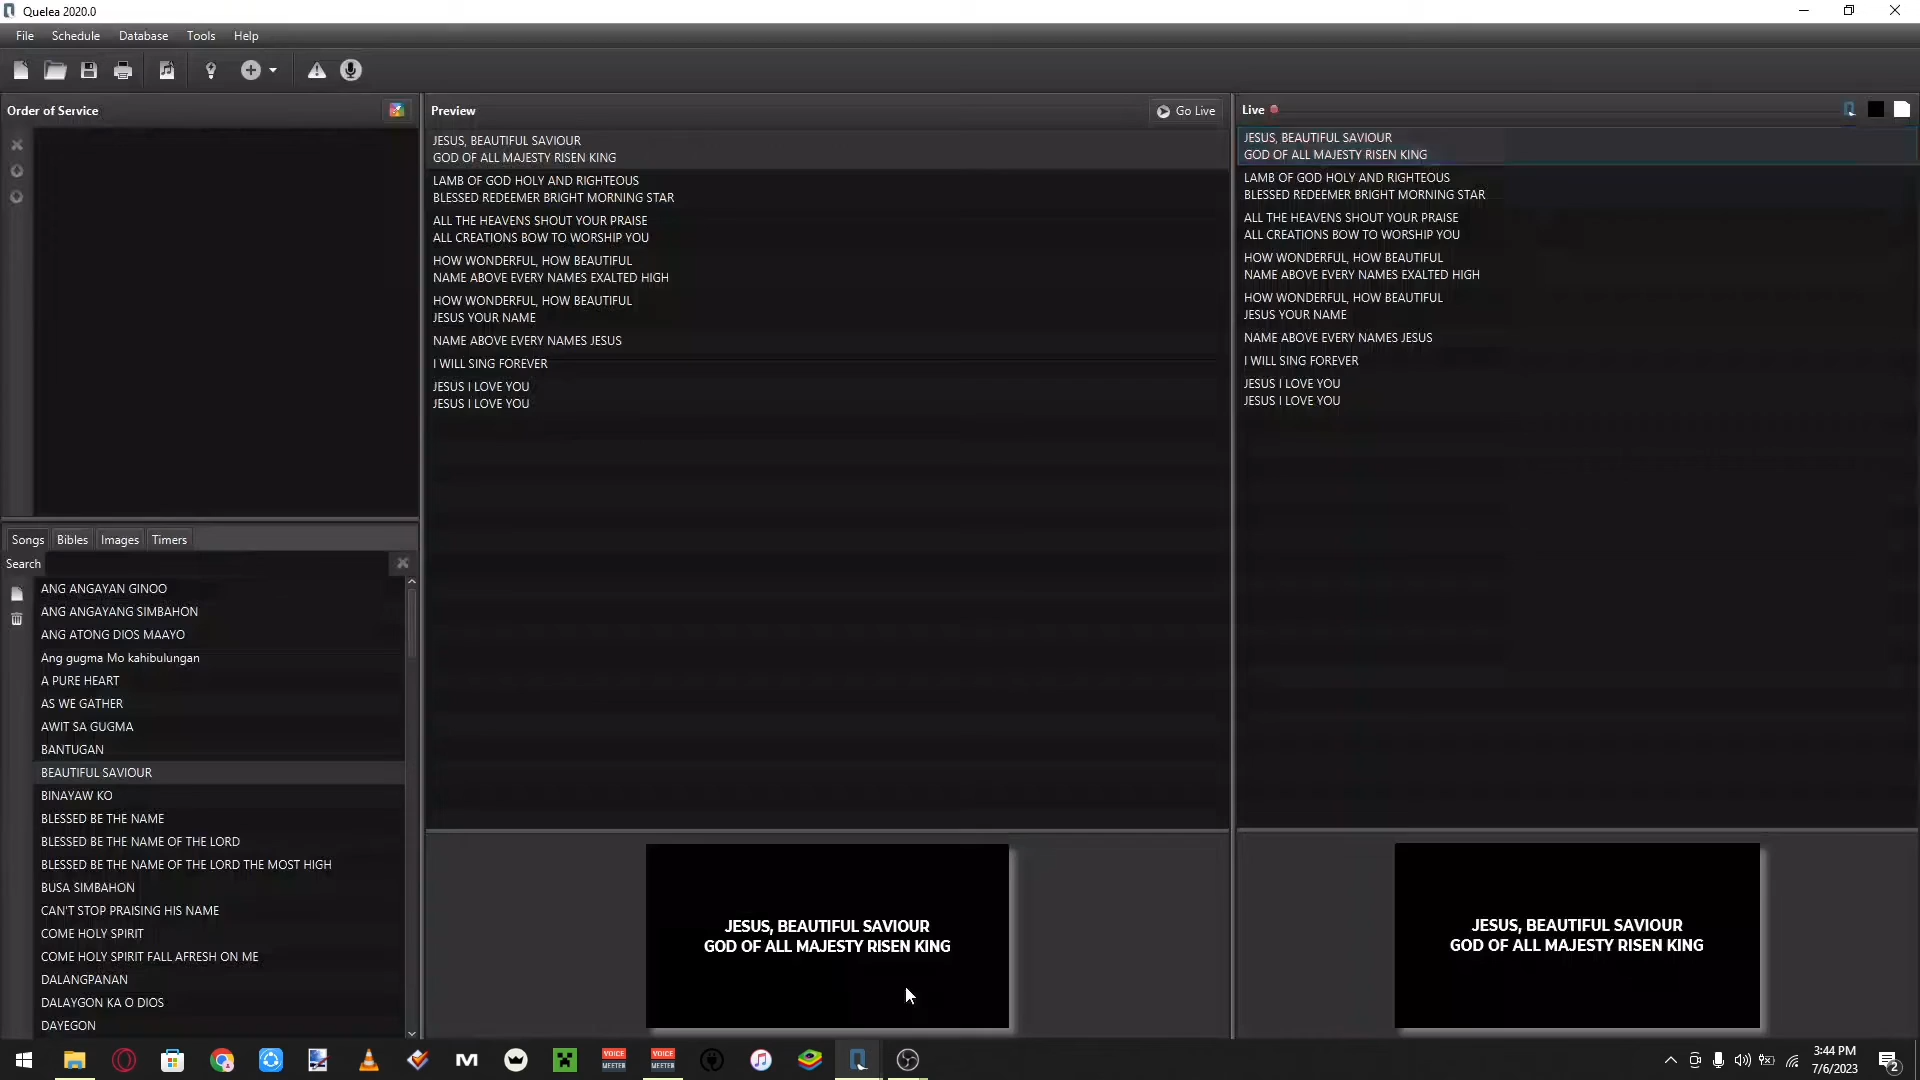 Quelea 2020.0
File Schedule Database Tools Help
Order of Service
Preview
Go Live
JESUS, BEAUTIFUL SAVIOUR
GOD OF ALL MAJESTY RISEN KING
LAMB OF GOD HOLY AND RIGHTEOUS
BLESSED REDEEMER BRIGHT MORNING STAR
ALL THE HEAVENS SHOUT YOUR PRAISE
ALL CREATIONS BOW TO WORSHIP YOU
HOW WONDERFUL, HOW BEAUTIFUL
NAME ABOVE EVERY NAMES EXALTED HIGH
HOW WONDERFUL, HOW BEAUTIFUL
JESUS YOUR NAME
NAME ABOVE EVERY NAMES JESUS
I WILL SING FOREVER
JESUS I LOVE YOU
JESUS I LOVE YOU
JESUS, BEAUTIFUL SAVIOUR
GOD OF ALL MAJESTY RISEN KING
Live
JESUS, BEAUTIFUL SAVIOUR
GOD OF ALL MAJESTY RISEN KING
LAMB OF GOD HOLY AND RIGHTEOUS
BLESSED REDEEMER BRIGHT MORNING STAR
ALL THE HEAVENS SHOUT YOUR PRAISE
ALL CREATIONS BOW TO WORSHIP YOU
HOW WONDERFUL, HOW BEAUTIFUL
NAME ABOVE EVERY NAMES EXALTED HIGH
HOW WONDERFUL, HOW BEAUTIFUL
JESUS YOUR NAME
NAME ABOVE EVERY NAMES JESUS
I WILL SING FOREVER
JESUS I LOVE YOU
JESUS I LOVE YOU
JESUS, BEAUTIFUL SAVIOUR
GOD OF ALL MAJESTY RISEN KING
Songs Bibles Images Timers
Search
ANG ANGAYAN GINOO
ANG ANGAYANG SIMBAHON
ANG ATONG DIOS MAAYO
Ang gugma Mo kahibulungan
A PURE HEART
AS WE GATHER
AWIT SA GUGMA
BANTUGAN
BEAUTIFUL SAVIOUR
BINAYAW KO
BLESSED BE THE NAME
BLESSED BE THE NAME OF THE LORD
BLESSED BE THE NAME OF THE LORD THE MOST HIGH
BUSA SIMBAHON
CAN'T STOP PRAISING HIS NAME
COME HOLY SPIRIT
COME HOLY SPIRIT FALL AFRESH ON ME
DALANGPANAN
DALAYGON KA O DIOS
DAYEGON
VOICE
MEETER
VOICE
MEETER
3:44 PM
7/6/2023
2